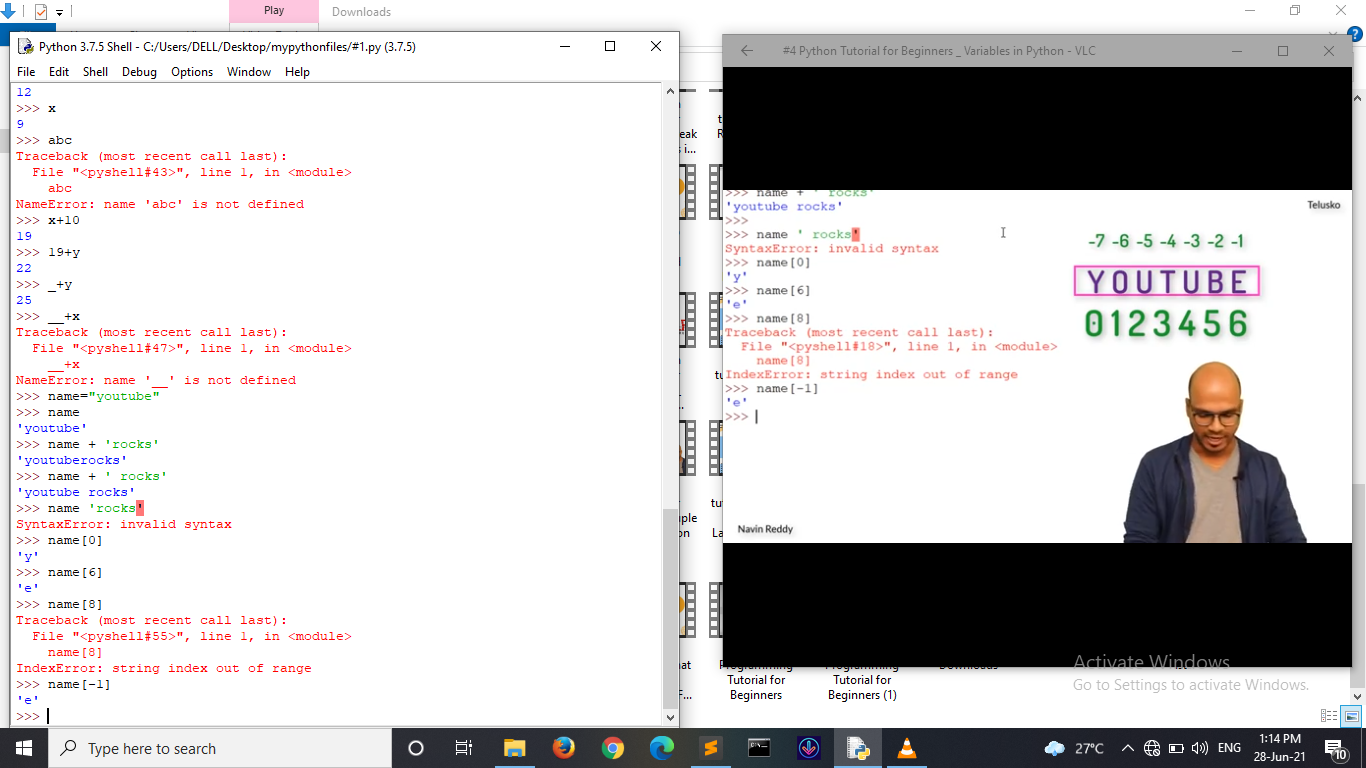 Play
Downloads
Python 3.7.5 Shell - C:/Users/DELL/Desktop/mypythonfiles/#1.py (3.7.5)
File Edit Shell Debug Options Window Help
12
>>> x
9
>>> abc
Traceback (most recent call last):
File "<pyshell#43>", line 1, in <module>
abc
NameError: name 'abc' is not defined
>>> x+10
19
>>> 19+y
22
>>> _+y
25
>>> __+x
Traceback (most recent call last):
File "<pyshell#47>", line 1, in <module>
__+x
NameError: name '__' is not defined
>>> name="youtube"
>>> name
'youtube'
>>> name + 'rocks'
'youtuberocks'
>>> name + ' rocks'
'youtube rocks'
>>> name 'rocks'
SyntaxError: invalid syntax
>>> name[0]
'y'
>>> name[6]
'e'
>>> name[8]
Traceback (most recent call last):
File "<pyshell#55>", line 1, in <module>
name[8]
IndexError: string index out of range
>>> name[-1]
'e'
>>>
#4 Python Tutorial for Beginners _ Variables in Python - VLC
>>> name + ' rocks'
'youtube rocks'
>>>
>>> name ' rocks'
SyntaxError: invalid syntax
>>> name[0]
'y'
>>> name[6]
'e'
>>> name[8]
Traceback (most recent call last):
File "<pyshell#18>", line 1, in <module>
name[8]
IndexError: string index out of range
>>> name[-1]
'e'
>>>
Telusko
-7 -6 -5 -4 -3 -2 -1
YOUTUBE
0123456
Navin Reddy
Programming
Tutorial for
Beginners
Programming
Tutorial for
Beginners (1)
Downloads
Activate Windows
Go to Settings to activate Windows.
Type here to search
27°C
ENG
1:14 PM
28-Jun-21
10